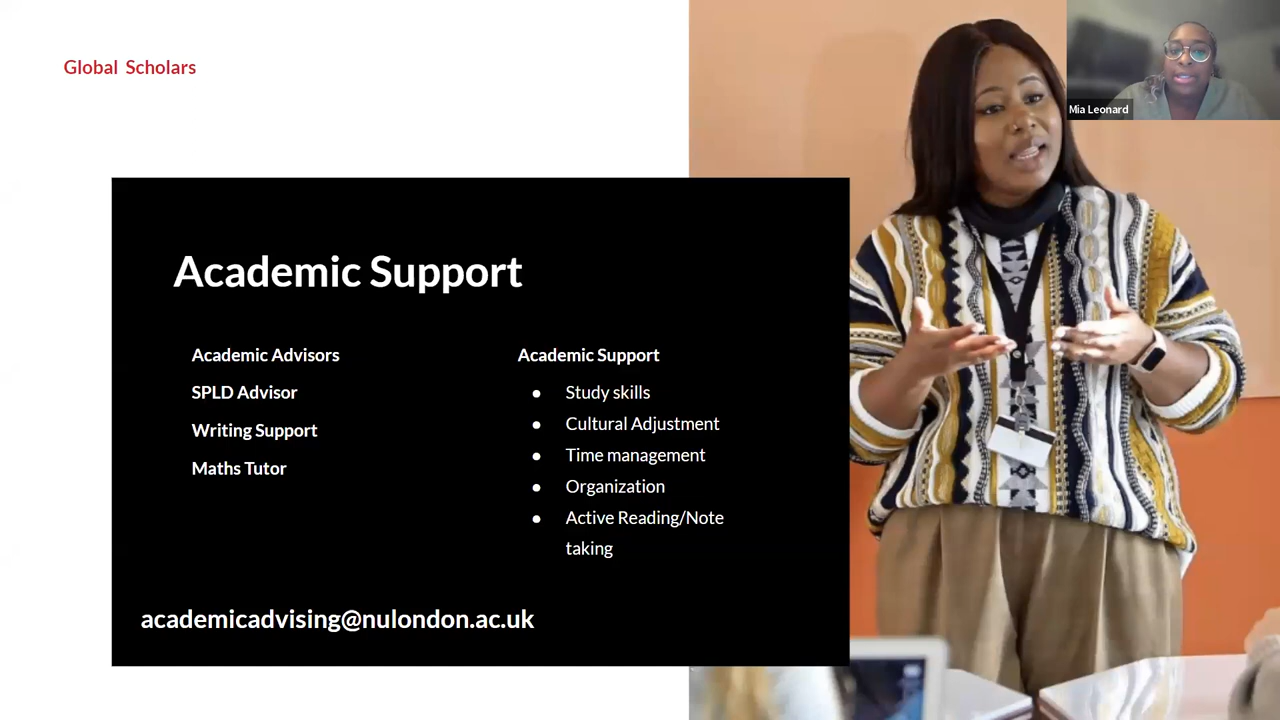 Global Scholars
Mia Leonard
Academic Support
Academic Advisors
SPLD Advisor
Writing Support
Maths Tutor
Academic Support
● Study skills
● Cultural Adjustment
● Time management
● Organization
● Active Reading/Note
taking
academicadvising@nulondon.ac.uk